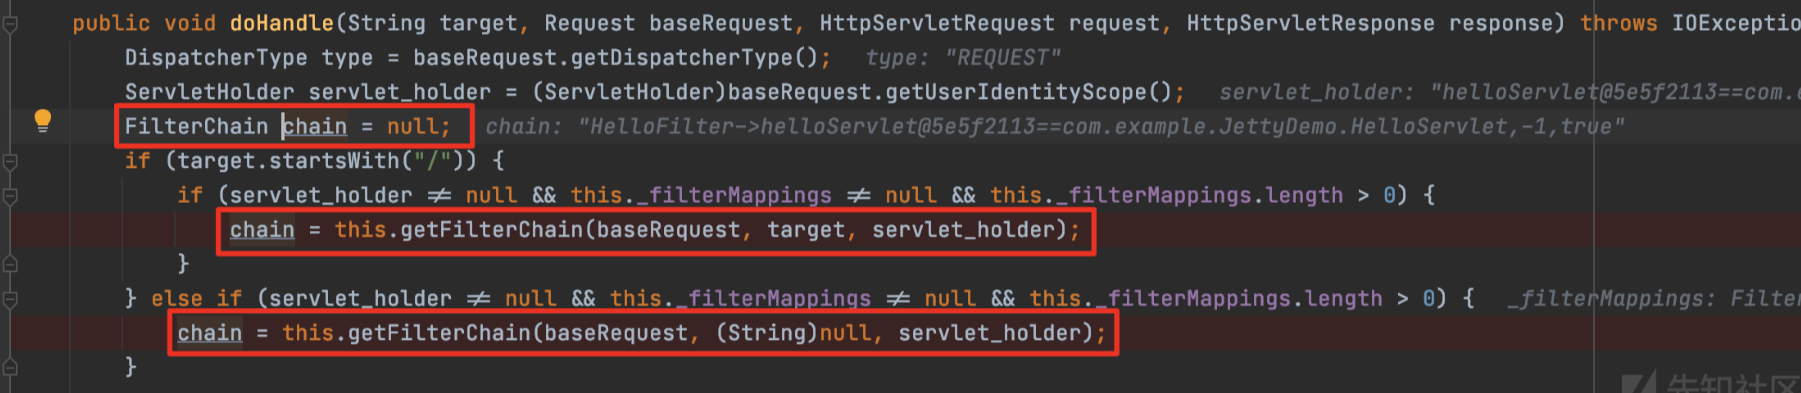 public void doHandle(String target, Request baseRequest, HttpServletRequest request, HttpServletResponse response) throws IOExceptio
DispatcherType type = baseRequest.getDispatcherType(); type: "REQUEST"
ServletHolder servlet_holder = (ServletHolder)baseRequest.getUserIdentityScope(); servlet_holder: "helloServlet@5e5f2113==com.e
FilterChain chain = null; chain: "HelloFilter->helloServlet@5e5f2113==com.example.JettyDemo.HelloServlet,-1,true"
if (target.startsWith("/")) {
if (servlet_holder ≠ null && this._filterMappings ≠ null && this._filterMappings.length > 0) {
chain = this.getFilterChain(baseRequest, target, servlet_holder);
}
} else if (servlet_holder ≠ null && this._filterMappings ≠ null && this._filterMappings.length > 0) { _filterMappings: Filter
chain = this.getFilterChain(baseRequest, (String)null, servlet_holder);
}
先知社区